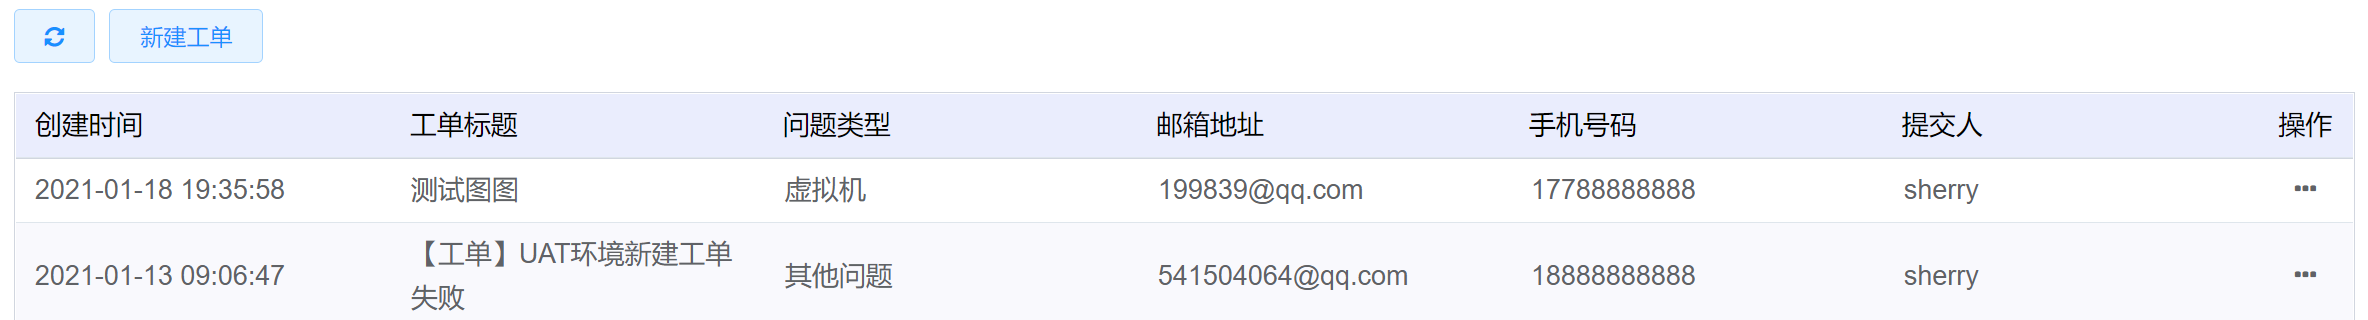 新建工单
创建时间 工单标题 问题类型 邮箱地址 手机号码 提交人 操作
2021-01-18 19:35:58 测试图图 虚拟机 199839@qq.com 17788888888 sherry
2021-01-13 09:06:47 【工单】UAT环境新建工单 其他问题 541504064@qq.com 18888888888 sherry
失败